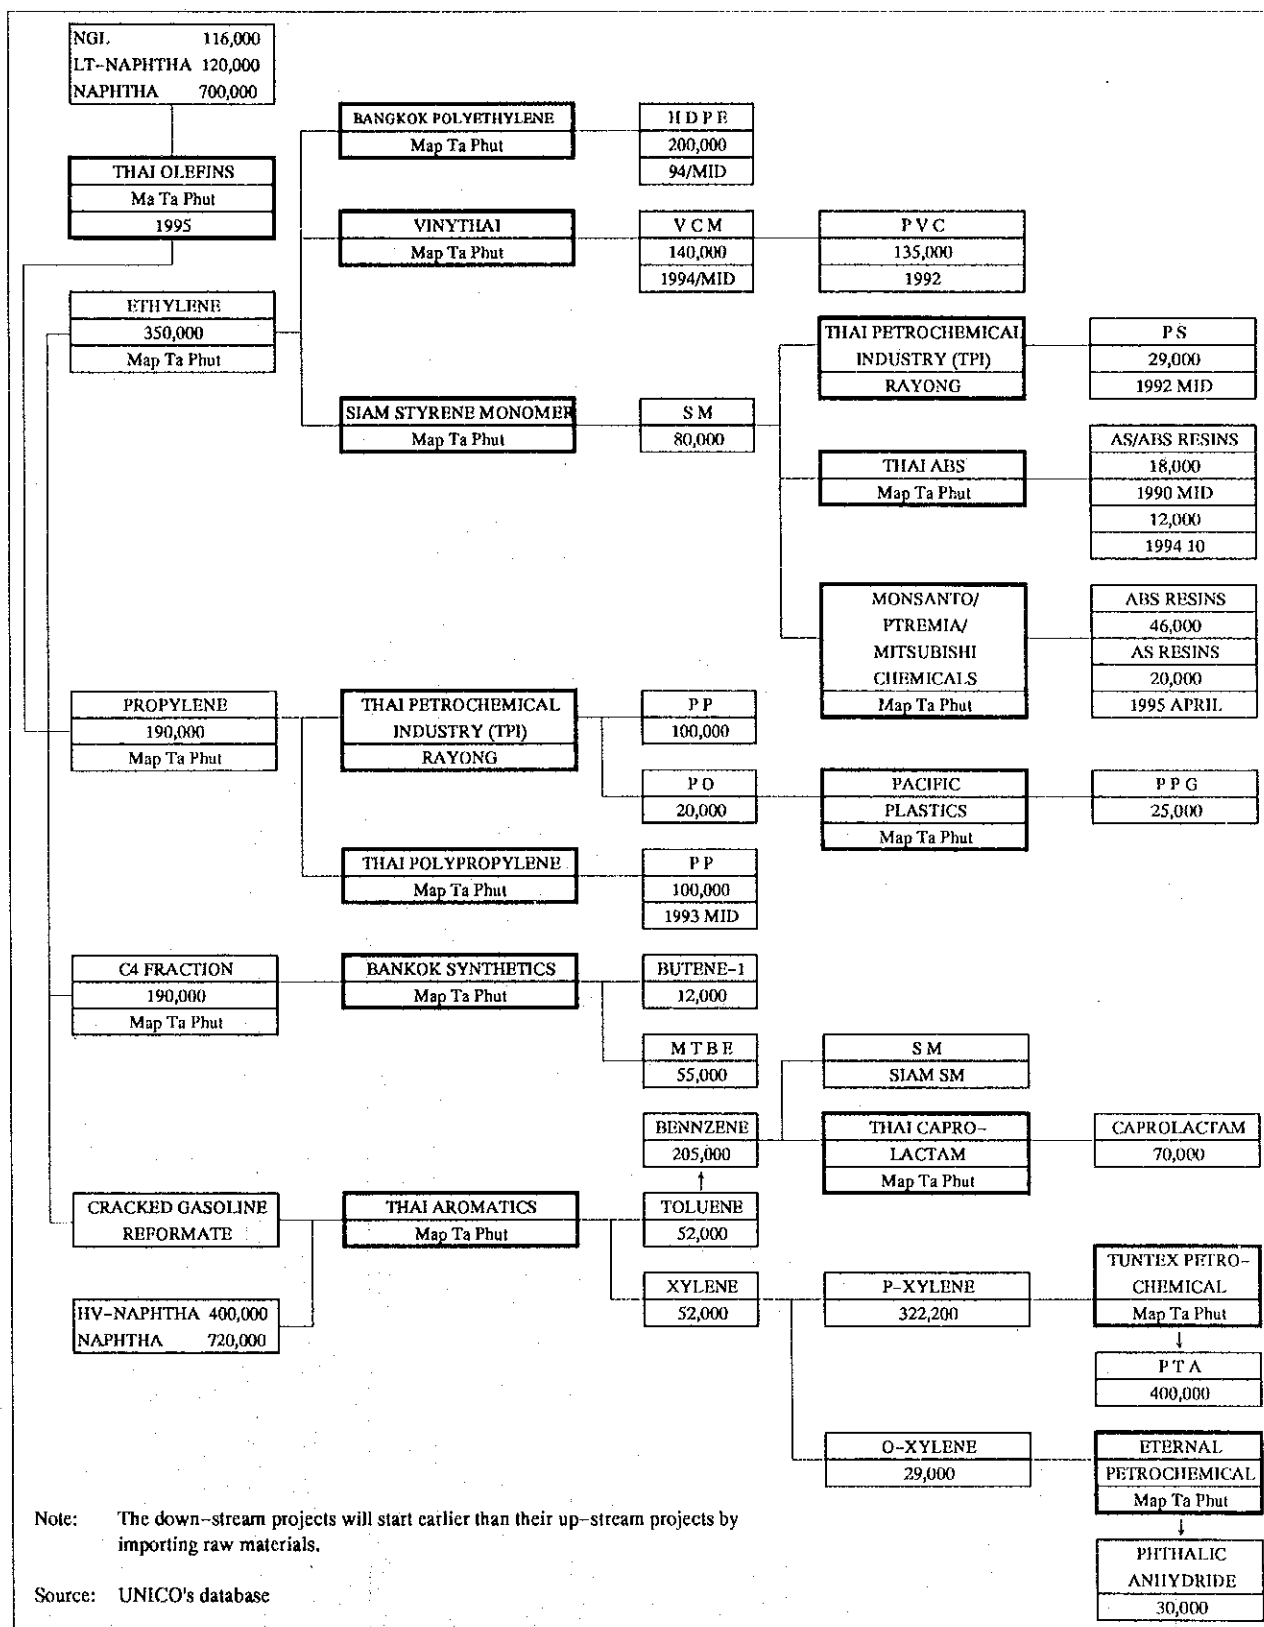 NGL 116,000
LT-NAPHTHA 120,000
NAPHTHA 700,000
THAI OLEFINS
Ma Ta Phut
1995
ETHYLENE
350,000
Map Ta Phut
BANGKOK POLYETHYLENE
Map Ta Phut
H D P E
200,000
94/MID
VINYTHAI
Map Ta Phut
V C M
140,000
1994/MID
P V C
135,000
1992
SIAM STYRENE MONOMER
Map Ta Phut
S M
80,000
THAI PETROCHEMICAL
INDUSTRY (TPI)
RAYONG
P S
29,000
1992 MID
THAI ABS
Map Ta Phut
AS/ABS RESINS
18,000
1990 MID
12,000
1994 10
MONSANTO/
PTREMIA/
MITSUBISHI
CHEMICALS
Map Ta Phut
ABS RESINS
46,000
AS RESINS
20,000
1995 APRIL
PROPYLENE
190,000
Map Ta Phut
THAI PETROCHEMICAL
INDUSTRY (TPI)
RAYONG
P P
100,000
P O
20,000
PACIFIC
PLASTICS
Map Ta Phut
P P G
25,000
THAI POLYPROPYLENE
Map Ta Phut
P P
100,000
1993 MID
C4 FRACTION
190,000
Map Ta Phut
BANKOK SYNTHETICS
Map Ta Phut
BUTENE-1
12,000
M T B E
55,000
S M
SIAM SM
BENNZENE
205,000
THAI CAPRO-
LACTAM
Map Ta Phut
CAPROLACTAM
70,000
CRACKED GASOLINE
REFORMATE
THAI AROMATICS
Map Ta Phut
TOLUENE
52,000
HV-NAPHTHA 400,000
NAPHTHA 720,000
XYLENE
52,000
P-XYLENE
322,200
TUNTEX PETRO-
CHEMICAL
Map Ta Phut
P T A
400,000
O-XYLENE
29,000
ETERNAL
PETROCHEMICAL
Map Ta Phut
PHTHALIC
ANHYDRIDE
30,000
Note: The down-stream projects will start earlier than their up-stream projects by
importing raw materials.
Source: UNICO's database